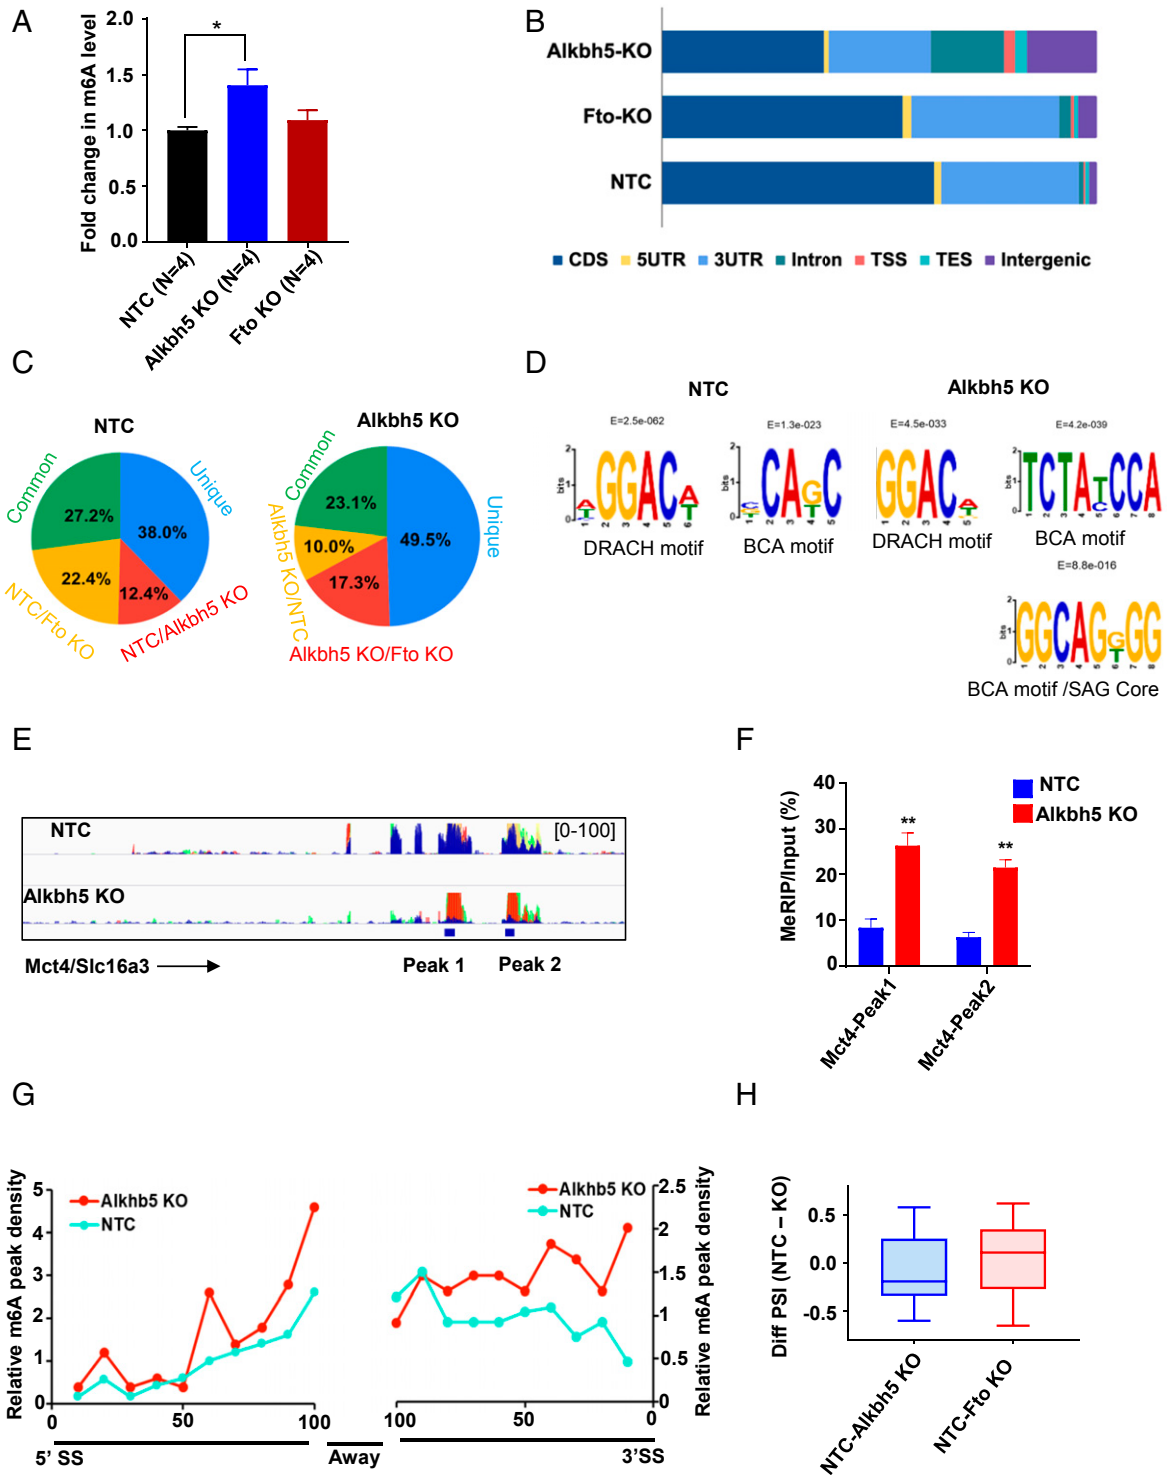 A
Fold change in m6A level
2.0
1.5
1.0
0.5
0.0
*
NTC (N=4)
Alkbh5 KO (N=4)
Fto KO (N=4)
B
Alkbh5-KO
Fto-KO
NTC
CDS 5UTR 3UTR Intron TSS TES Intergenic
C
NTC
Common
Unique
27.2%
38.0%
22.4%
12.4%
NTC/Fto KO
NTC/Alkbh5 KO
Alkbh5 KO
Common
Unique
23.1%
49.5%
10.0%
17.3%
Alkbh5 KO/NTC
Alkbh5 KO/Fto KO
D
NTC
Alkbh5 KO
E=2.5e-062
DRACH motif
E=1.3e-023
BCA motif
E=4.5e-033
DRACH motif
E=4.2e-039
BCA motif
E=8.8e-016
BCA motif /SAG Core
E
NTC
[0-100]
Alkbh5 KO
Mct4/Slc16a3
Peak 1
Peak 2
F
MeRIP/Input (%)
40
30
20
10
0
NTC
Alkbh5 KO
**
**
Mct4-Peak1
Mct4-Peak2
G
Relative m6A peak density
5
4
3
2
1
0
Alkhb5 KO
NTC
0 50 100
5' SS
Away
Alkhb5 KO
NTC
2.5
2
1.5
1
0.5
0
Relative m6A peak density
100 50 0
3'SS
H
Diff PSI (NTC – KO)
0.5
0.0
-0.5
NTC-Alkbh5 KO
NTC-Fto KO